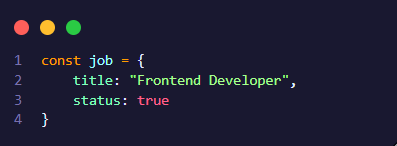 1 const job = {
2     title: "Frontend Developer",
3     status: true
4 }